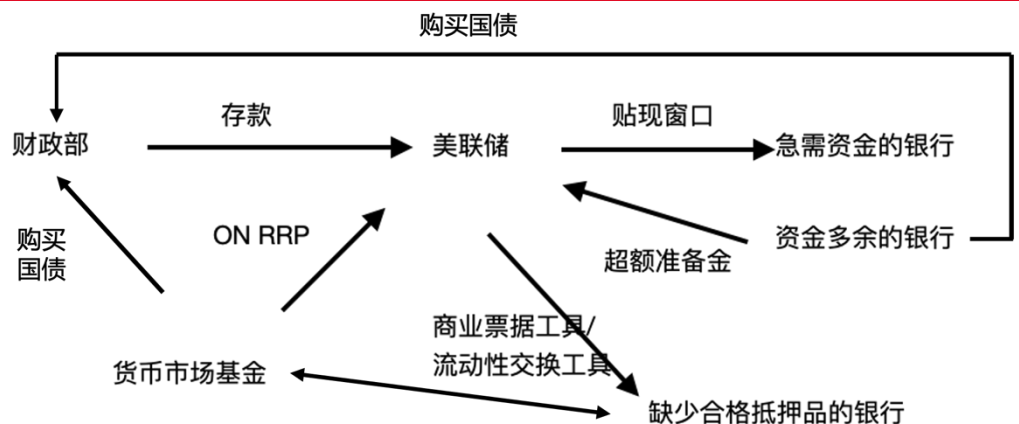 购买国债
存款
贴现窗口
财政部
美联储
急需资金的银行
购买
国债
ON RRP
资金多余的银行
超额准备金
商业票据工具/
流动性交换工具
货币市场基金
缺少合格抵押品的银行